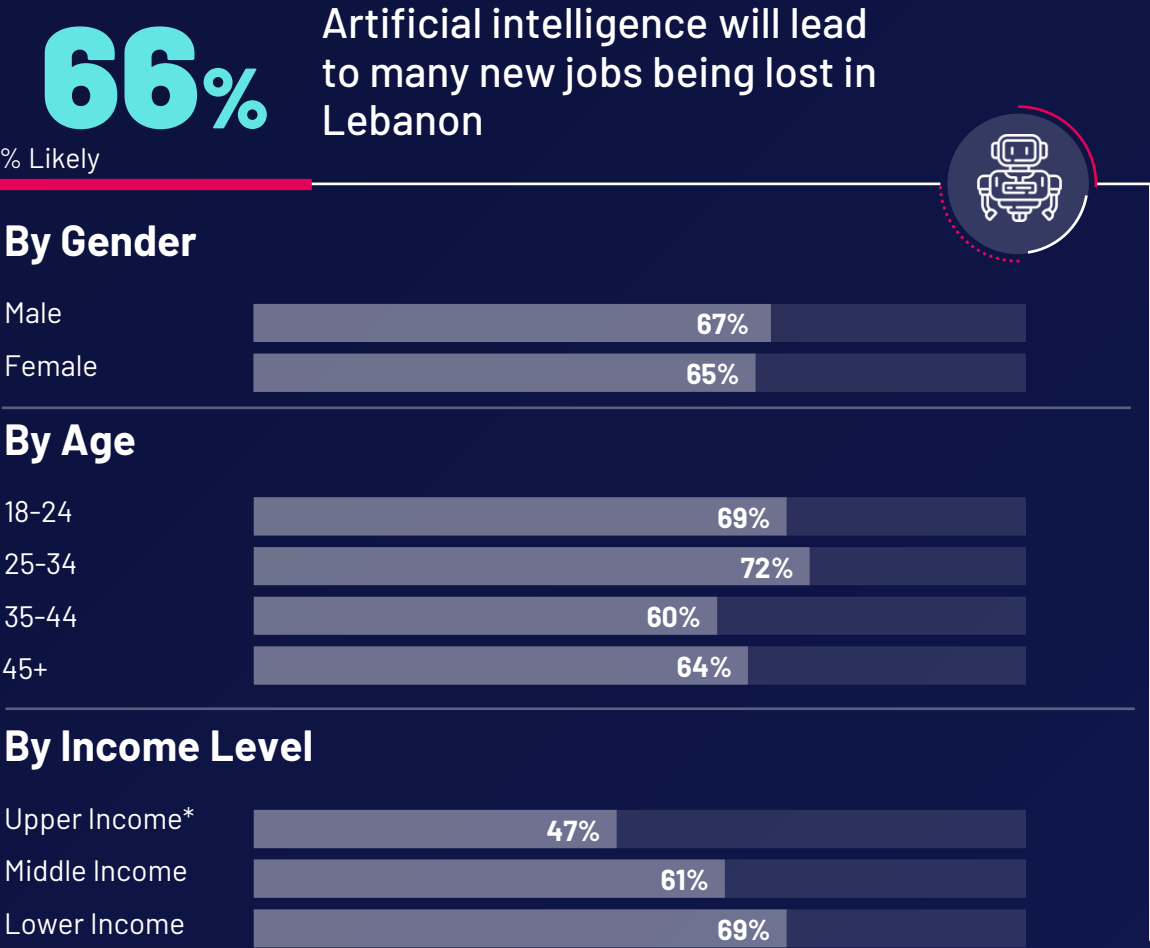 66%
Artificial intelligence will lead
to many new jobs being lost in
Lebanon
% Likely
By Gender
Male 67%
Female 65%
By Age
18-24 69%
25-34 72%
35-44 60%
45+ 64%
By Income Level
Upper Income* 47%
Middle Income 61%
Lower Income 69%